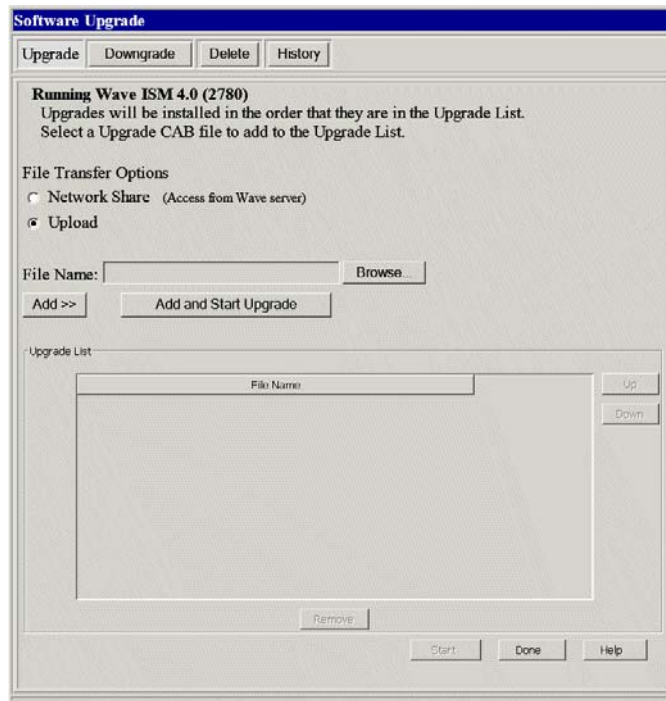 Software Upgrade
Upgrade Downgrade Delete History
Running Wave ISM 4.0 (2780)
Upgrades will be installed in the order that they are in the Upgrade List.
Select a Upgrade CAB file to add to the Upgrade List.
File Transfer Options
Network Share (Access from Wave server)
Upload
File Name: Browse...
Add >> Add and Start Upgrade
Upgrade List
File Name
Up
Down
Remove
Start Done Help